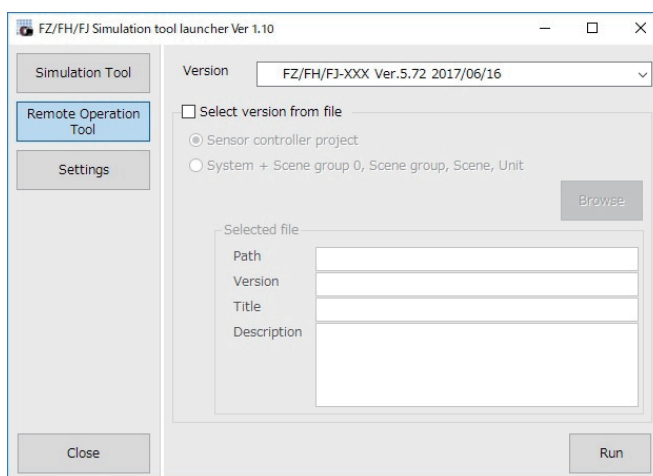 FZ/FH/FJ Simulation tool launcher Ver 1.10
Simulation Tool
Remote Operation
Tool
Settings
Close
Version
FZ/FH/FJ-XXX Ver.5.72 2017/06/16
Select version from file
Sensor controller project
System + Scene group 0, Scene group, Scene, Unit
Browse
Selected file
Path
Version
Title
Description
Run